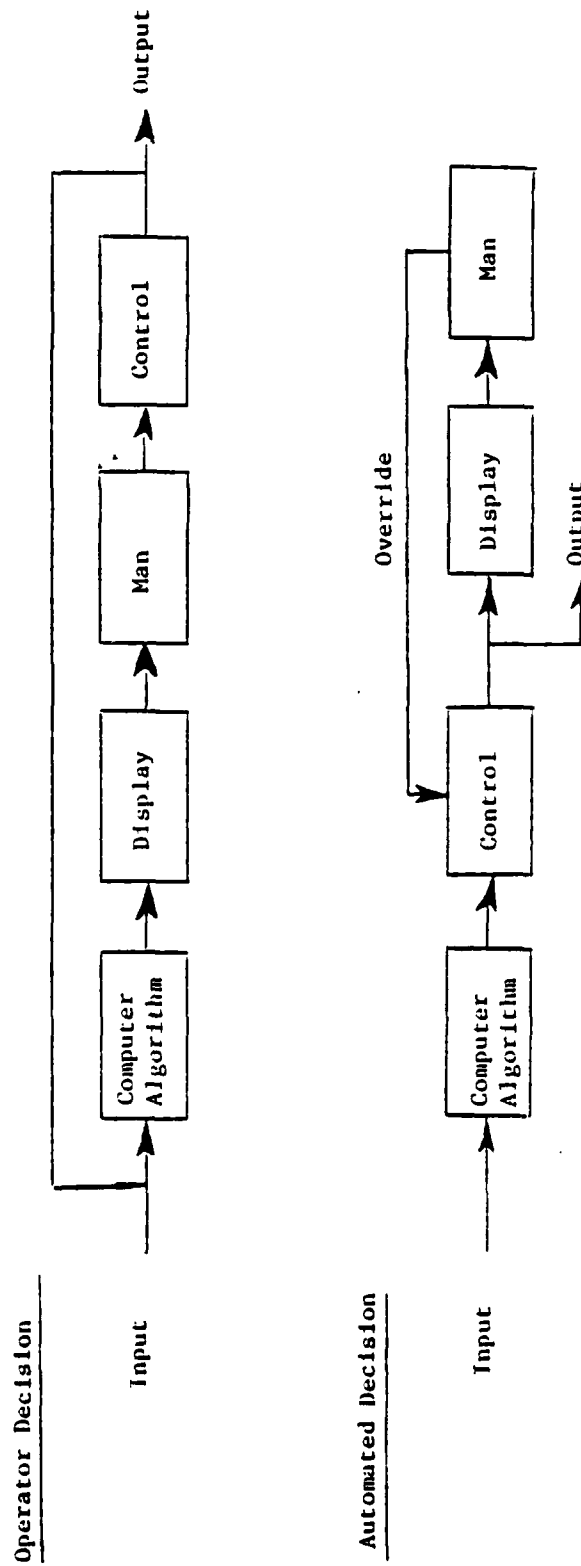 Operator Decision
Input
Computer
Algorithm
Display
Man
Control
Output
Automated Decision
Input
Computer
Algorithm
Control
Override
Display
Man
Output